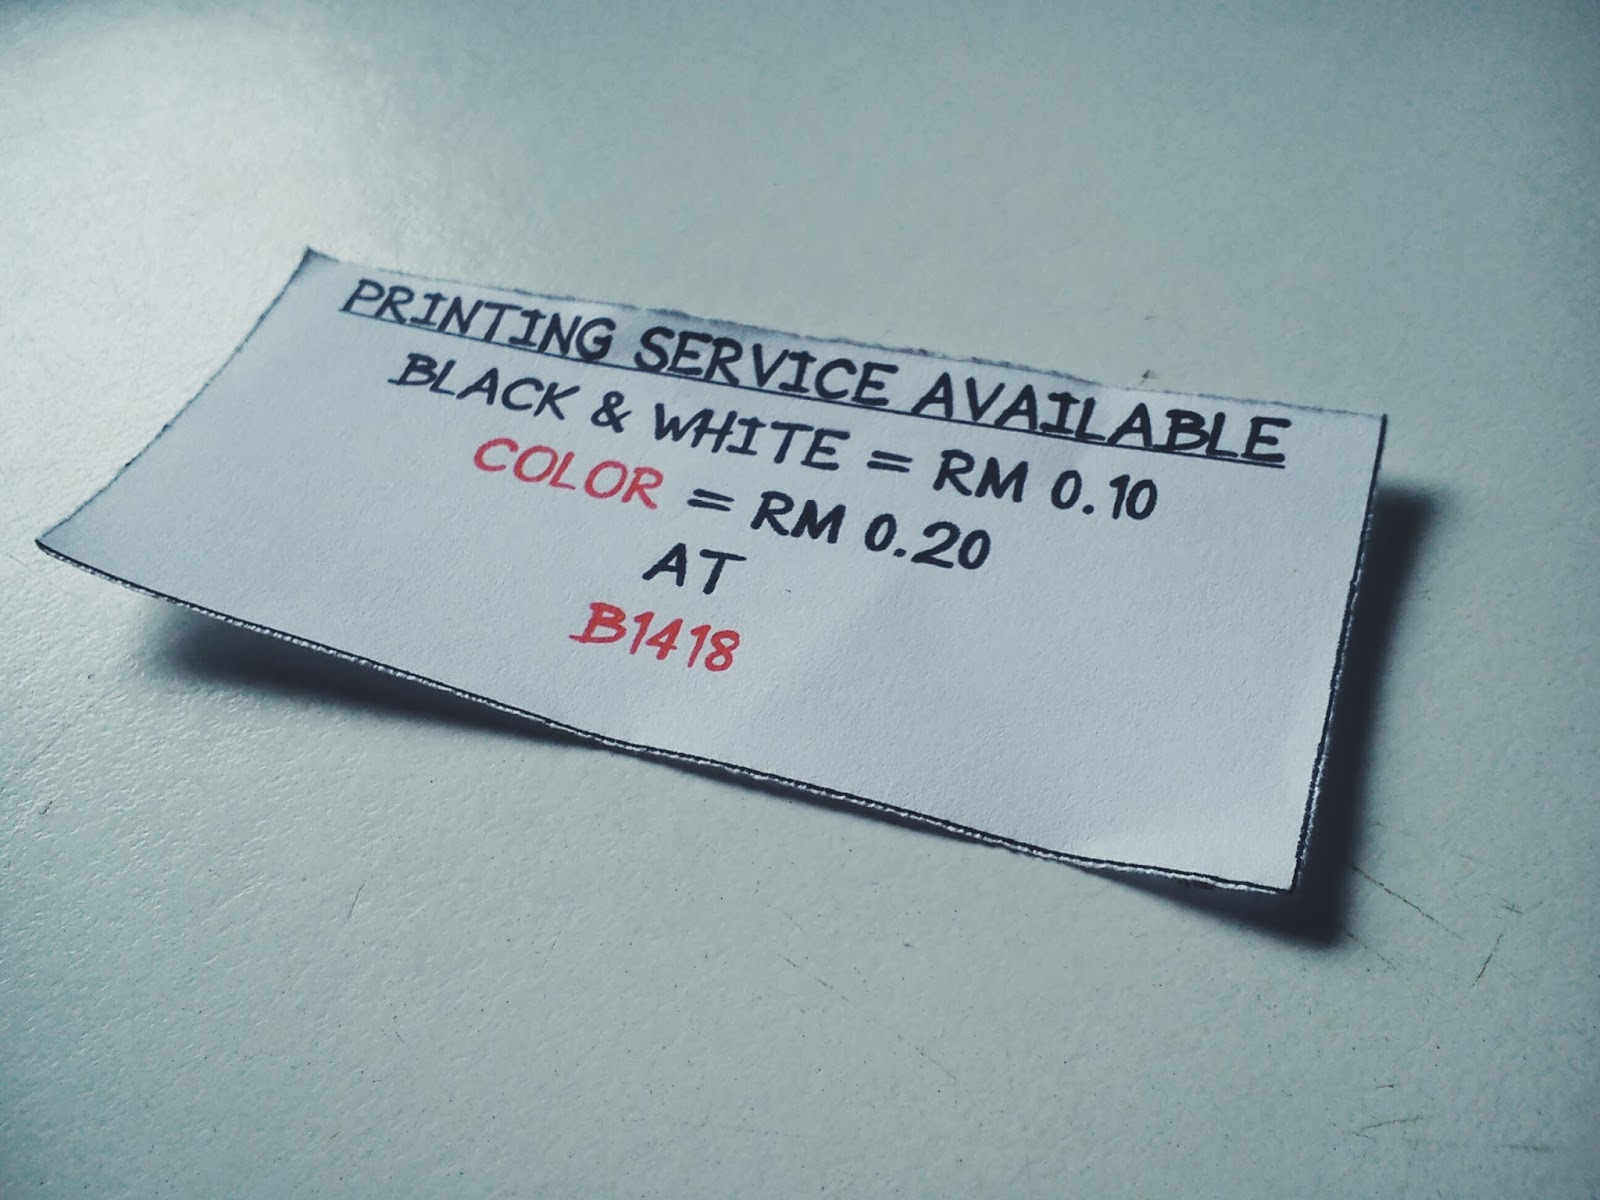 PRINTING SERVICE AVAILABLE
BLACK & WHITE = RM 0.10
COLOR = RM 0.20
AT
B1418